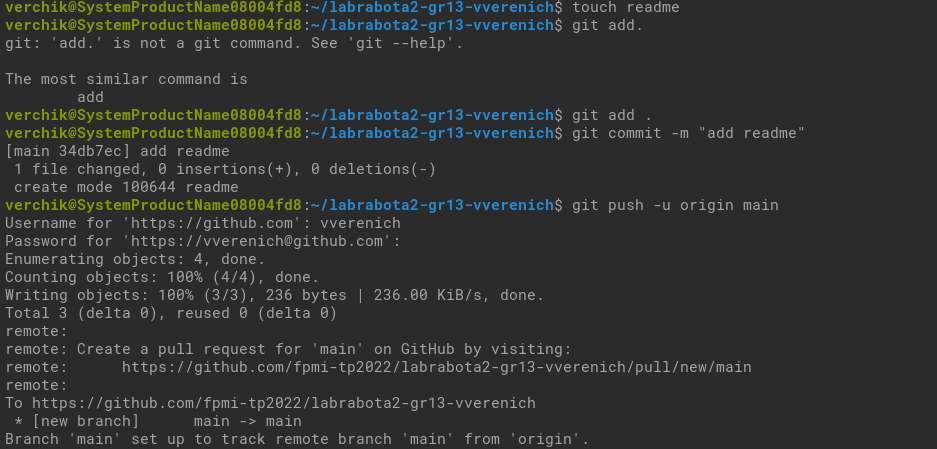 verchik@SystemProductName08004fd8:~/labrabota2-gr13-vverenich$ touch readme
verchik@SystemProductName08004fd8:~/labrabota2-gr13-vverenich$ git add.
git: 'add.' is not a git command. See 'git --help'.

The most similar command is
        add
verchik@SystemProductName08004fd8:~/labrabota2-gr13-vverenich$ git add .
verchik@SystemProductName08004fd8:~/labrabota2-gr13-vverenich$ git commit -m "add readme"
[main 34db7ec] add readme
 1 file changed, 0 insertions(+), 0 deletions(-)
 create mode 100644 readme
verchik@SystemProductName08004fd8:~/labrabota2-gr13-vverenich$ git push -u origin main
Username for 'https://github.com': vverenich
Password for 'https://vverenich@github.com':
Enumerating objects: 4, done.
Counting objects: 100% (4/4), done.
Writing objects: 100% (3/3), 236 bytes | 236.00 KiB/s, done.
Total 3 (delta 0), reused 0 (delta 0)
remote:
remote: Create a pull request for 'main' on GitHub by visiting:
remote:      https://github.com/fpmi-tp2022/labrabota2-gr13-vverenich/pull/new/main
remote:
To https://github.com/fpmi-tp2022/labrabota2-gr13-vverenich
 * [new branch]      main -> main
Branch 'main' set up to track remote branch 'main' from 'origin'.